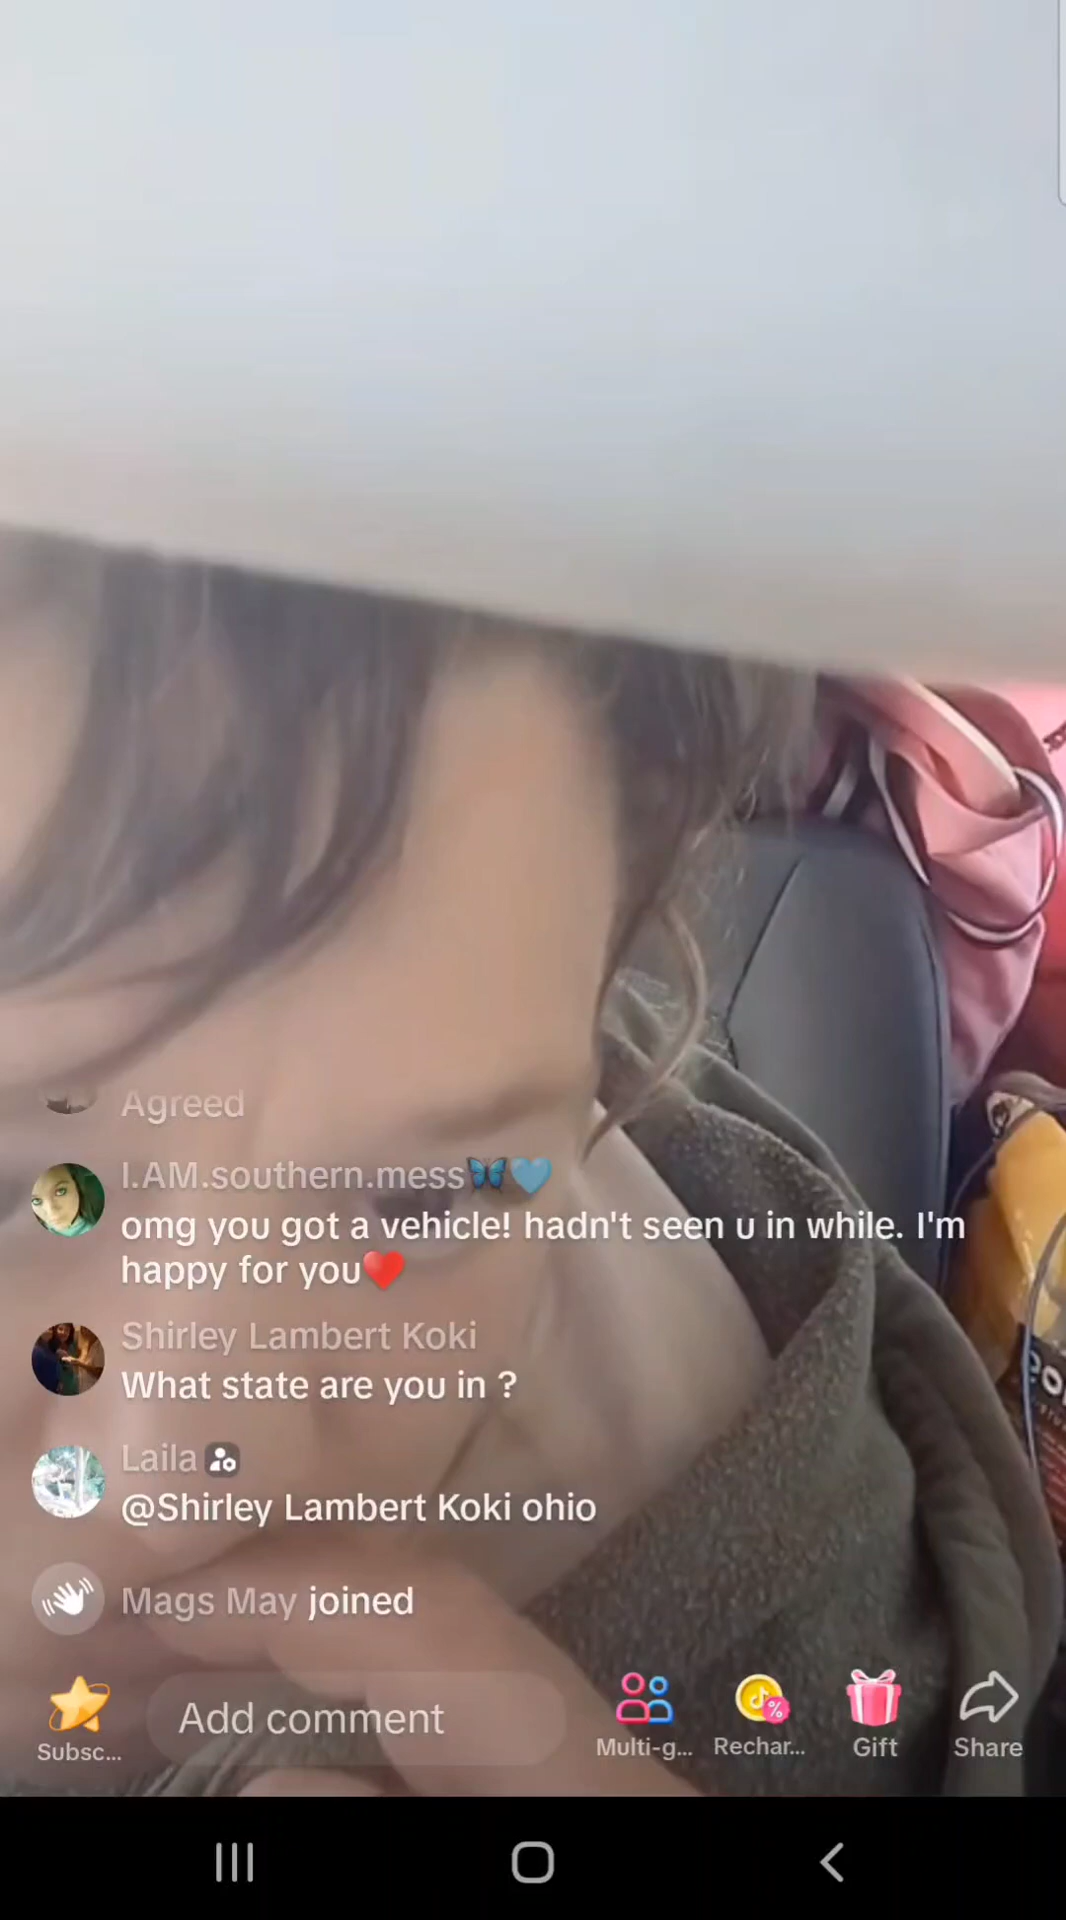 Agreed
I.AM.southern.mess🦋🩵
omg you got a vehicle! hadn't seen u in while. I'm
happy for you❤️
Shirley Lambert Koki
What state are you in ?
Laila
@Shirley Lambert Koki ohio
Mags May joined
Add comment
Subsc...
Multi-g...
Rechar...
Gift
Share